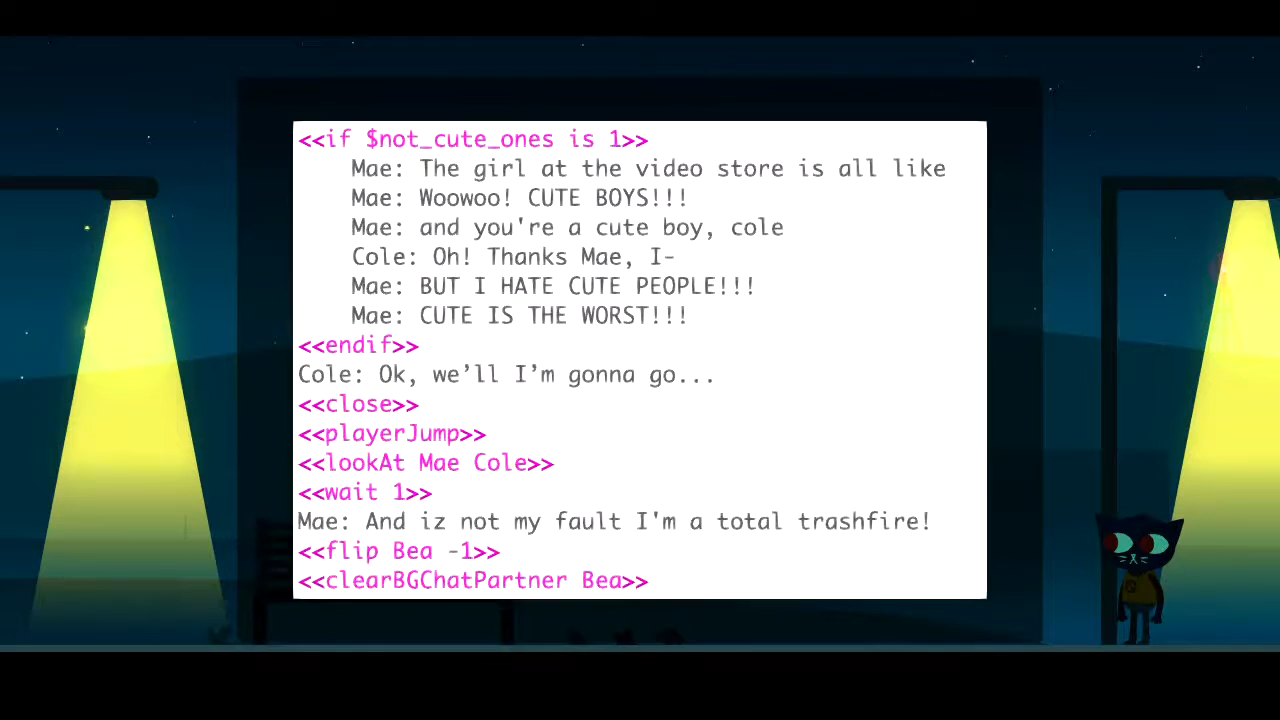 <<if $not_cute_ones is 1>>
Mae: The girl at the video store is all like
Mae: Woowoo! CUTE BOYS!!!
Mae: and you're a cute boy, cole
Cole: Oh! Thanks Mae, I-
Mae: BUT I HATE CUTE PEOPLE!!!
Mae: CUTE IS THE WORST!!!
<<endif>>
Cole: Ok, we’ll I’m gonna go...
<<close>>
<<playerJump>>
<<lookAt Mae Cole>>
<<wait 1>>
Mae: And iz not my fault I'm a total trashfire!
<<flip Bea -1>>
<<clearBGChatPartner Bea>>